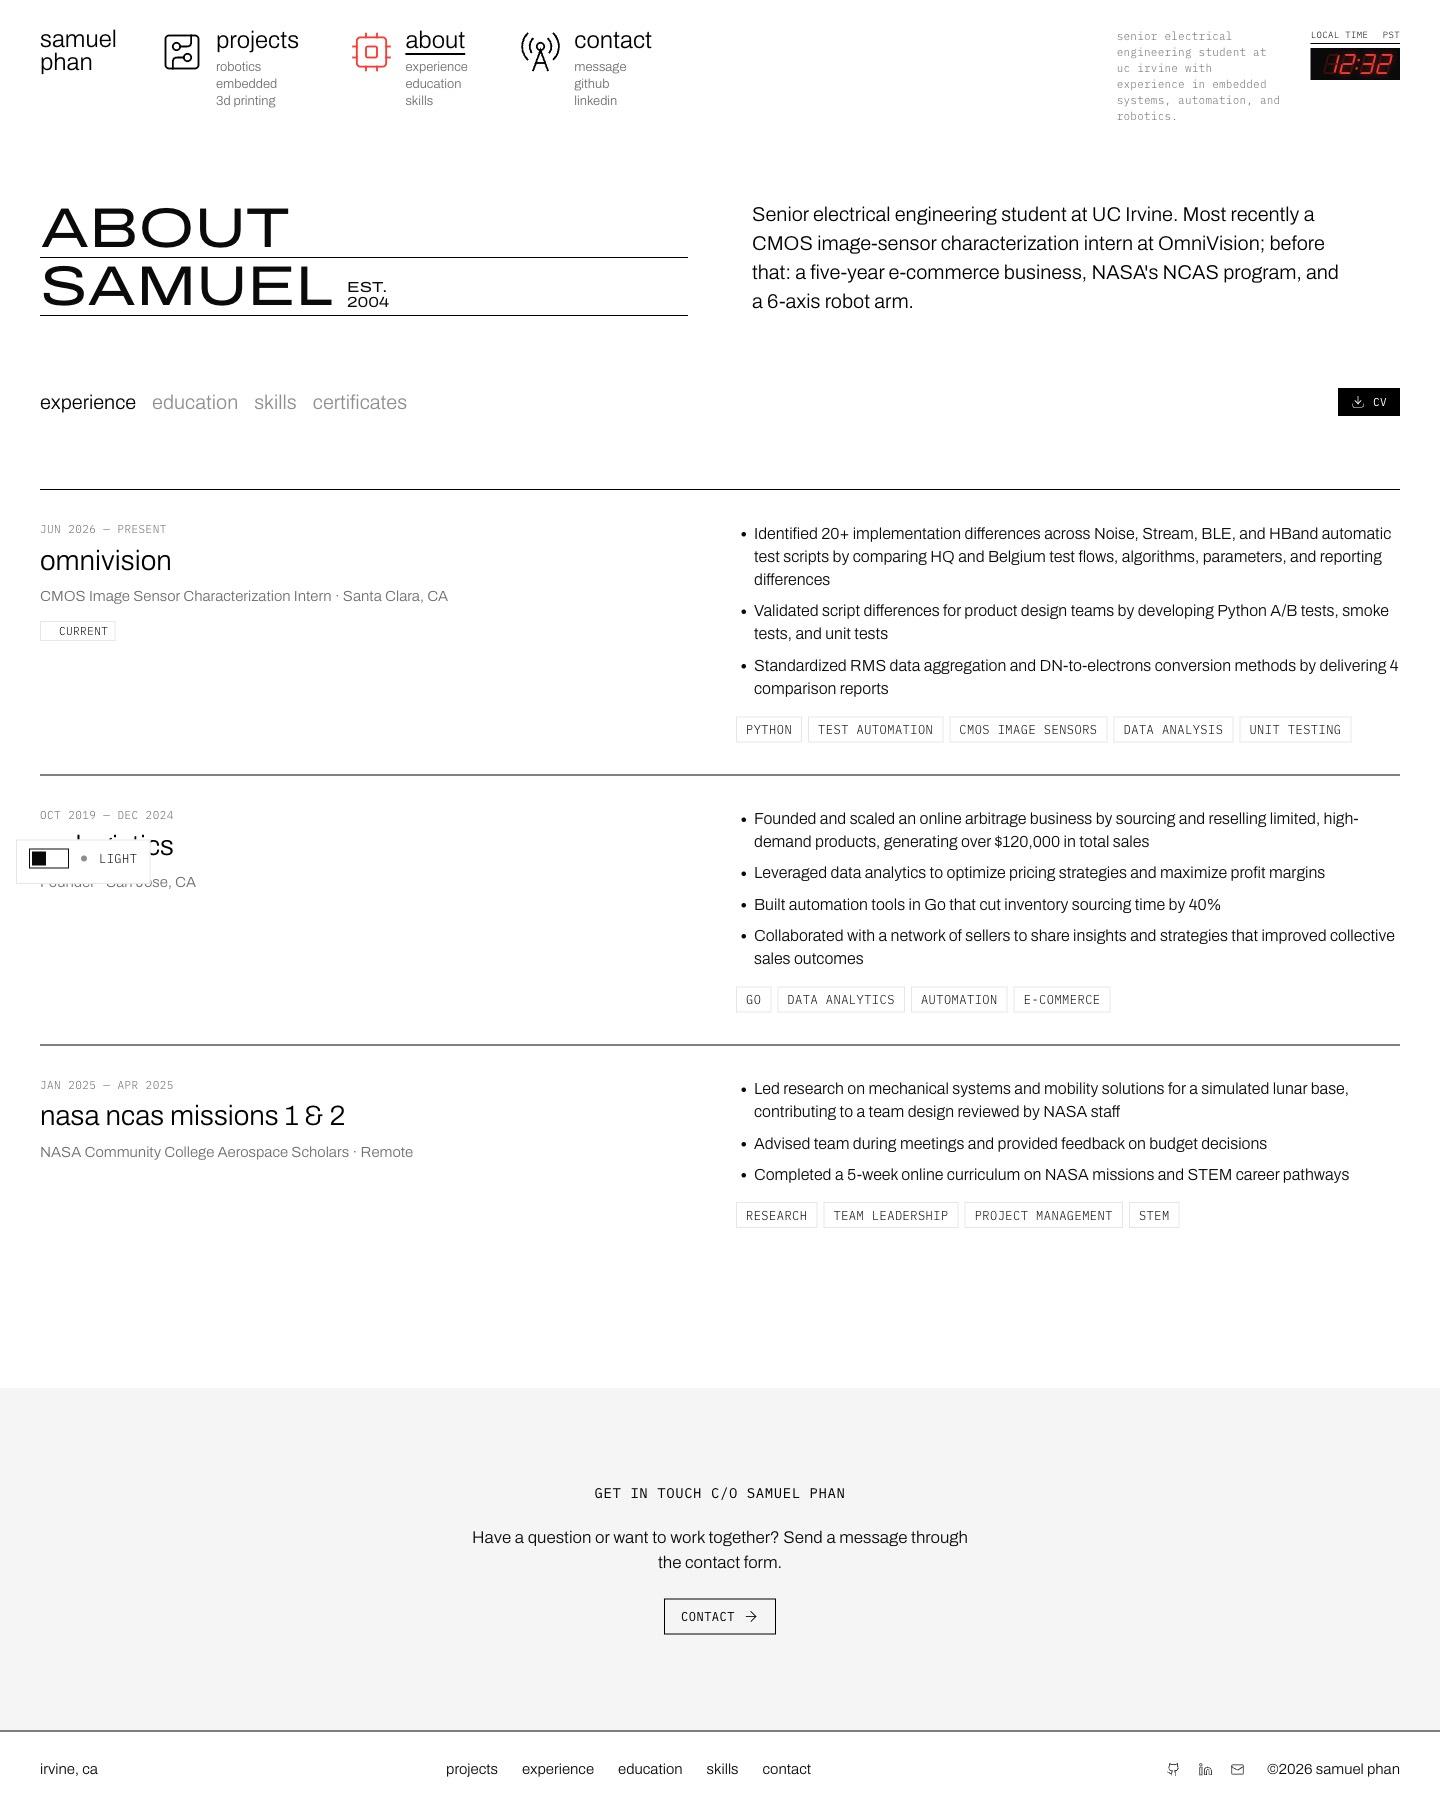 samuel
phan
projects
robotics
embedded
3d printing
about
experience
education
skills
contact
message
github
linkedin
senior electrical
engineering student at
uc irvine with
experience in embedded
systems, automation, and
robotics.
LOCAL TIME PST
12:32
ABOUT
SAMUEL EST.
2004
Senior electrical engineering student at UC Irvine. Most recently a
CMOS image-sensor characterization intern at OmniVision; before
that: a five-year e-commerce business, NASA's NCAS program, and
a 6-axis robot arm.
experience education skills certificates
CV
JUN 2026 — PRESENT
omnivision
CMOS Image Sensor Characterization Intern · Santa Clara, CA
CURRENT
• Identified 20+ implementation differences across Noise, Stream, BLE, and HBand automatic
test scripts by comparing HQ and Belgium test flows, algorithms, parameters, and reporting
differences
• Validated script differences for product design teams by developing Python A/B tests, smoke
tests, and unit tests
• Standardized RMS data aggregation and DN-to-electrons conversion methods by delivering 4
comparison reports
PYTHON TEST AUTOMATION CMOS IMAGE SENSORS DATA ANALYSIS UNIT TESTING
OCT 2019 — DEC 2024
LIGHT
San Jose, CA
• Founded and scaled an online arbitrage business by sourcing and reselling limited, high-
demand products, generating over $120,000 in total sales
• Leveraged data analytics to optimize pricing strategies and maximize profit margins
• Built automation tools in Go that cut inventory sourcing time by 40%
• Collaborated with a network of sellers to share insights and strategies that improved collective
sales outcomes
GO DATA ANALYTICS AUTOMATION E-COMMERCE
JAN 2025 — APR 2025
nasa ncas missions 1 & 2
NASA Community College Aerospace Scholars · Remote
• Led research on mechanical systems and mobility solutions for a simulated lunar base,
contributing to a team design reviewed by NASA staff
• Advised team during meetings and provided feedback on budget decisions
• Completed a 5-week online curriculum on NASA missions and STEM career pathways
RESEARCH TEAM LEADERSHIP PROJECT MANAGEMENT STEM
GET IN TOUCH C/O SAMUEL PHAN
Have a question or want to work together? Send a message through
the contact form.
CONTACT →
irvine, ca
projects experience education skills contact
©2026 samuel phan